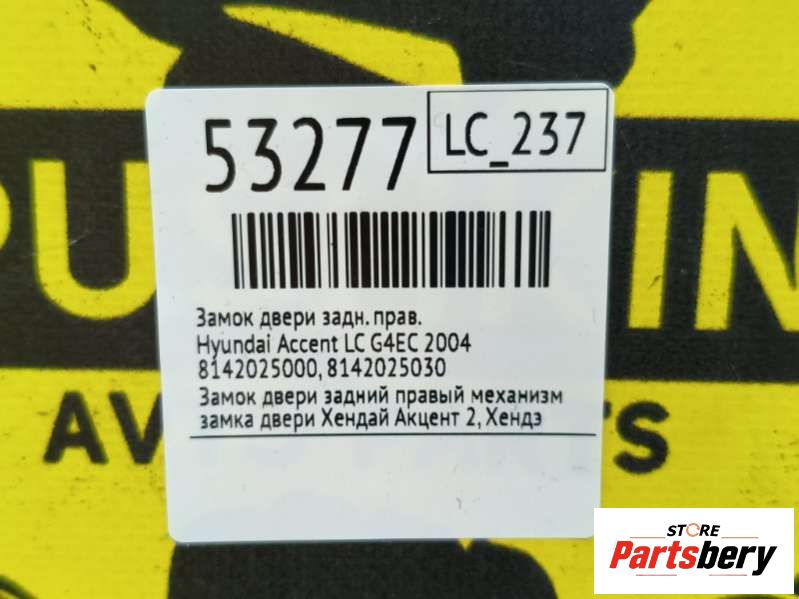 53277
LC_237
Замок двери задн. прав.
Hyundai Accent LC G4EC 2004
8142025000, 8142025030
Замок двери задний правый механизм
замка двери Хендай Акцент 2, Хендэ
STORE
Partsbery